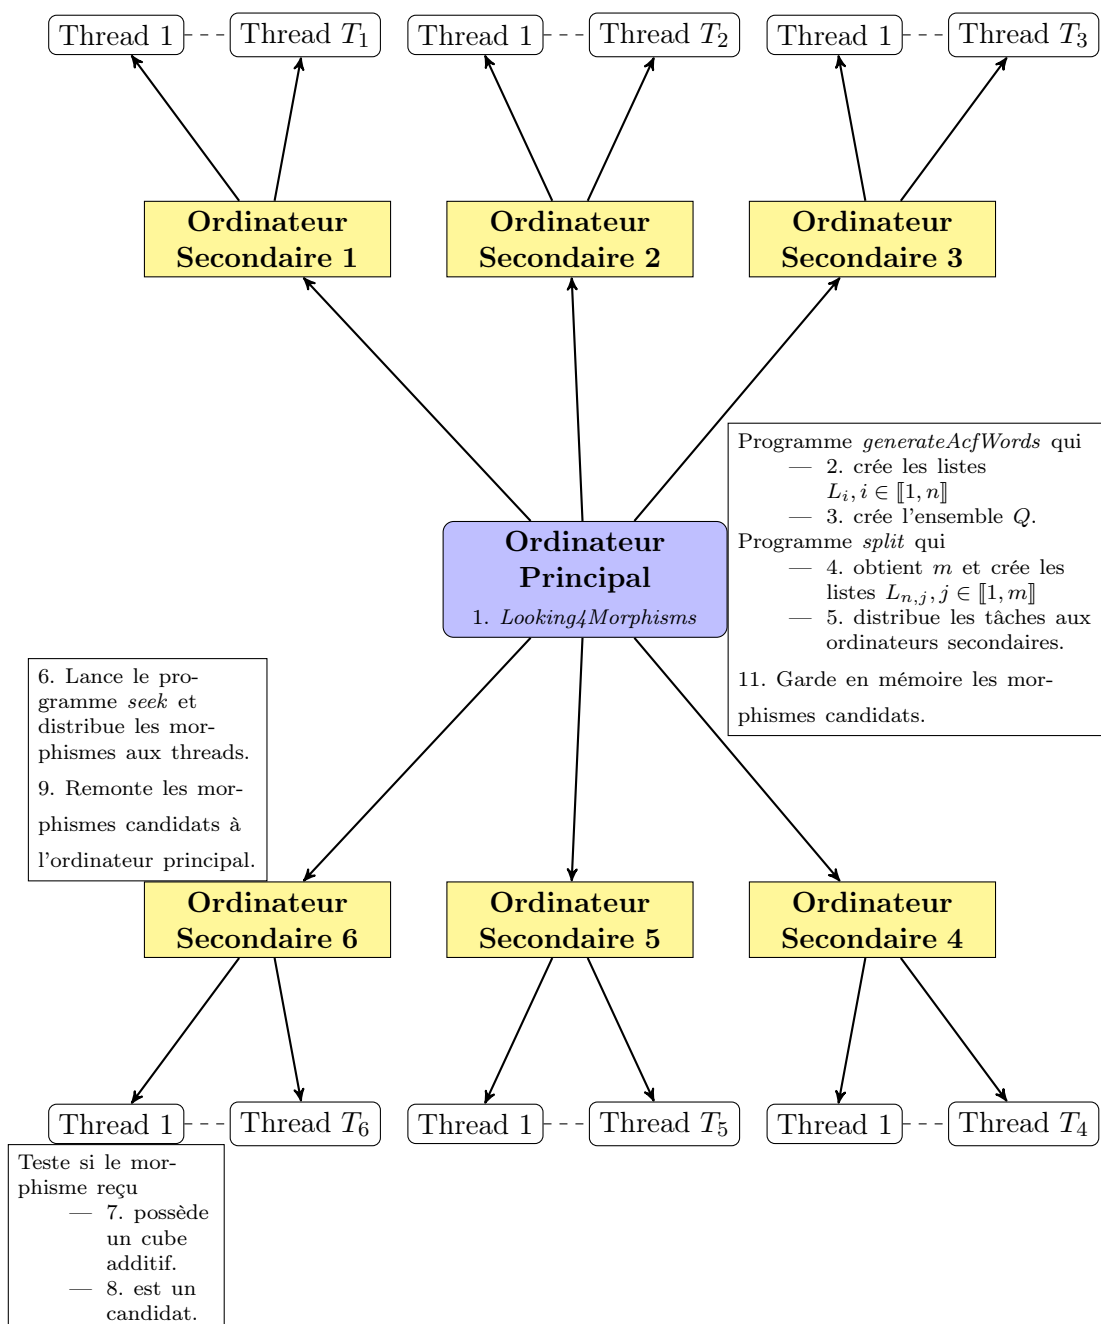 Thread 1
Thread T₁
Thread 1
Thread T₂
Thread 1
Thread T₃
Ordinateur
Secondaire 1
Ordinateur
Secondaire 2
Ordinateur
Secondaire 3
Programme generateAcfWords qui
— 2. crée les listes
Lᵢ, i ∈ ⟦1, n⟧
— 3. crée l'ensemble Q.
Programme split qui
— 4. obtient m et crée les
listes Lₙ,ⱼ, j ∈ ⟦1, m⟧
— 5. distribue les tâches aux
ordinateurs secondaires.
11. Garde en mémoire les mor-
phismes candidats.
Ordinateur
Principal
1. Looking4Morphisms
6. Lance le pro-
gramme seek et
distribue les mor-
phismes aux threads.
9. Remonte les mor-
phismes candidats à
l'ordinateur principal.
Ordinateur
Secondaire 6
Ordinateur
Secondaire 5
Ordinateur
Secondaire 4
Thread 1
Thread T₆
Thread 1
Thread T₅
Thread 1
Thread T₄
Teste si le mor-
phisme reçu
— 7. possède
un cube
additif.
— 8. est un
candidat.